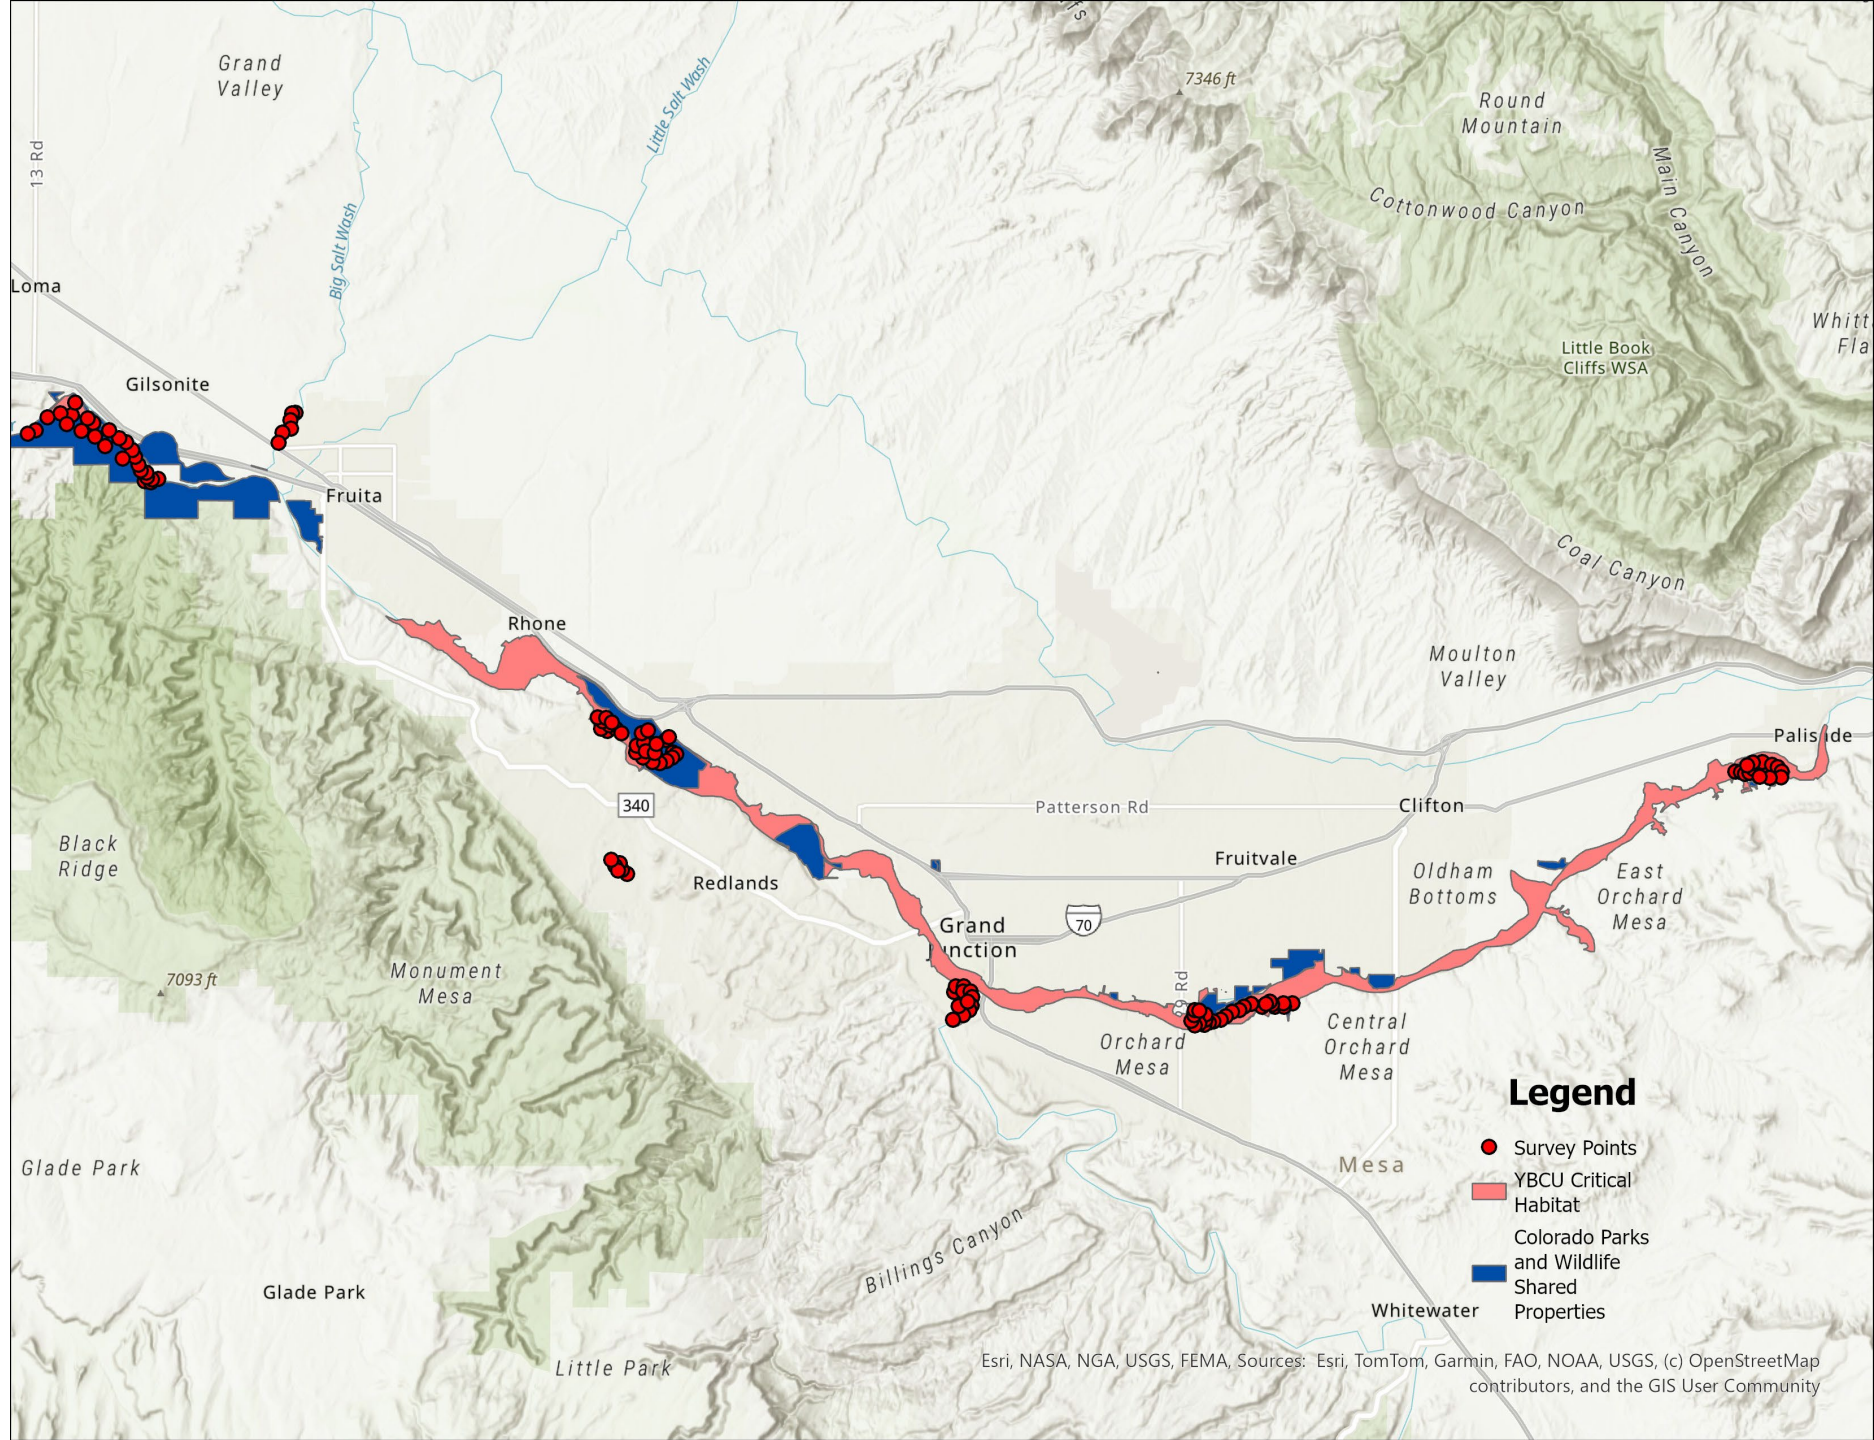 ffs
Grand
Valley
Little Salt Wash
7346 ft
Round
Mountain
13 Rd
Main Canyon
Cottonwood Canyon
Big Salt Wash
Loma
Whitt
Fla
Little Book
Cliffs WSA
Gilsonite
Fruita
Coal Canyon
Rhone
Moulton
Valley
Palisade
340
Patterson Rd
Clifton
Black
Ridge
Redlands
Fruitvale
Oldham
Bottoms
East
Orchard
Mesa
Grand
Junction
70
Monument
Mesa
7093 ft
29 Rd
Orchard
Mesa
Central
Orchard
Mesa
Legend
Survey Points
YBCU Critical
Habitat
Colorado Parks
and Wildlife
Shared
Properties
Mesa
Glade Park
Billings Canyon
Glade Park
Whitewater
Little Park
Esri, NASA, NGA, USGS, FEMA, Sources: Esri, TomTom, Garmin, FAO, NOAA, USGS, (c) OpenStreetMap
contributors, and the GIS User Community